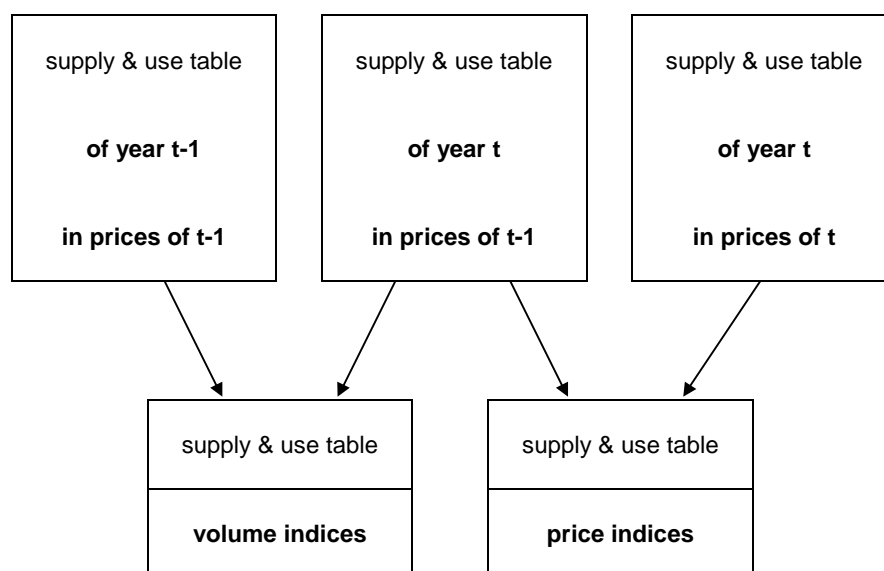 supply & use table
of year t-1
in prices of t-1
supply & use table
of year t
in prices of t-1
supply & use table
of year t
in prices of t
supply & use table
volume indices
supply & use table
price indices